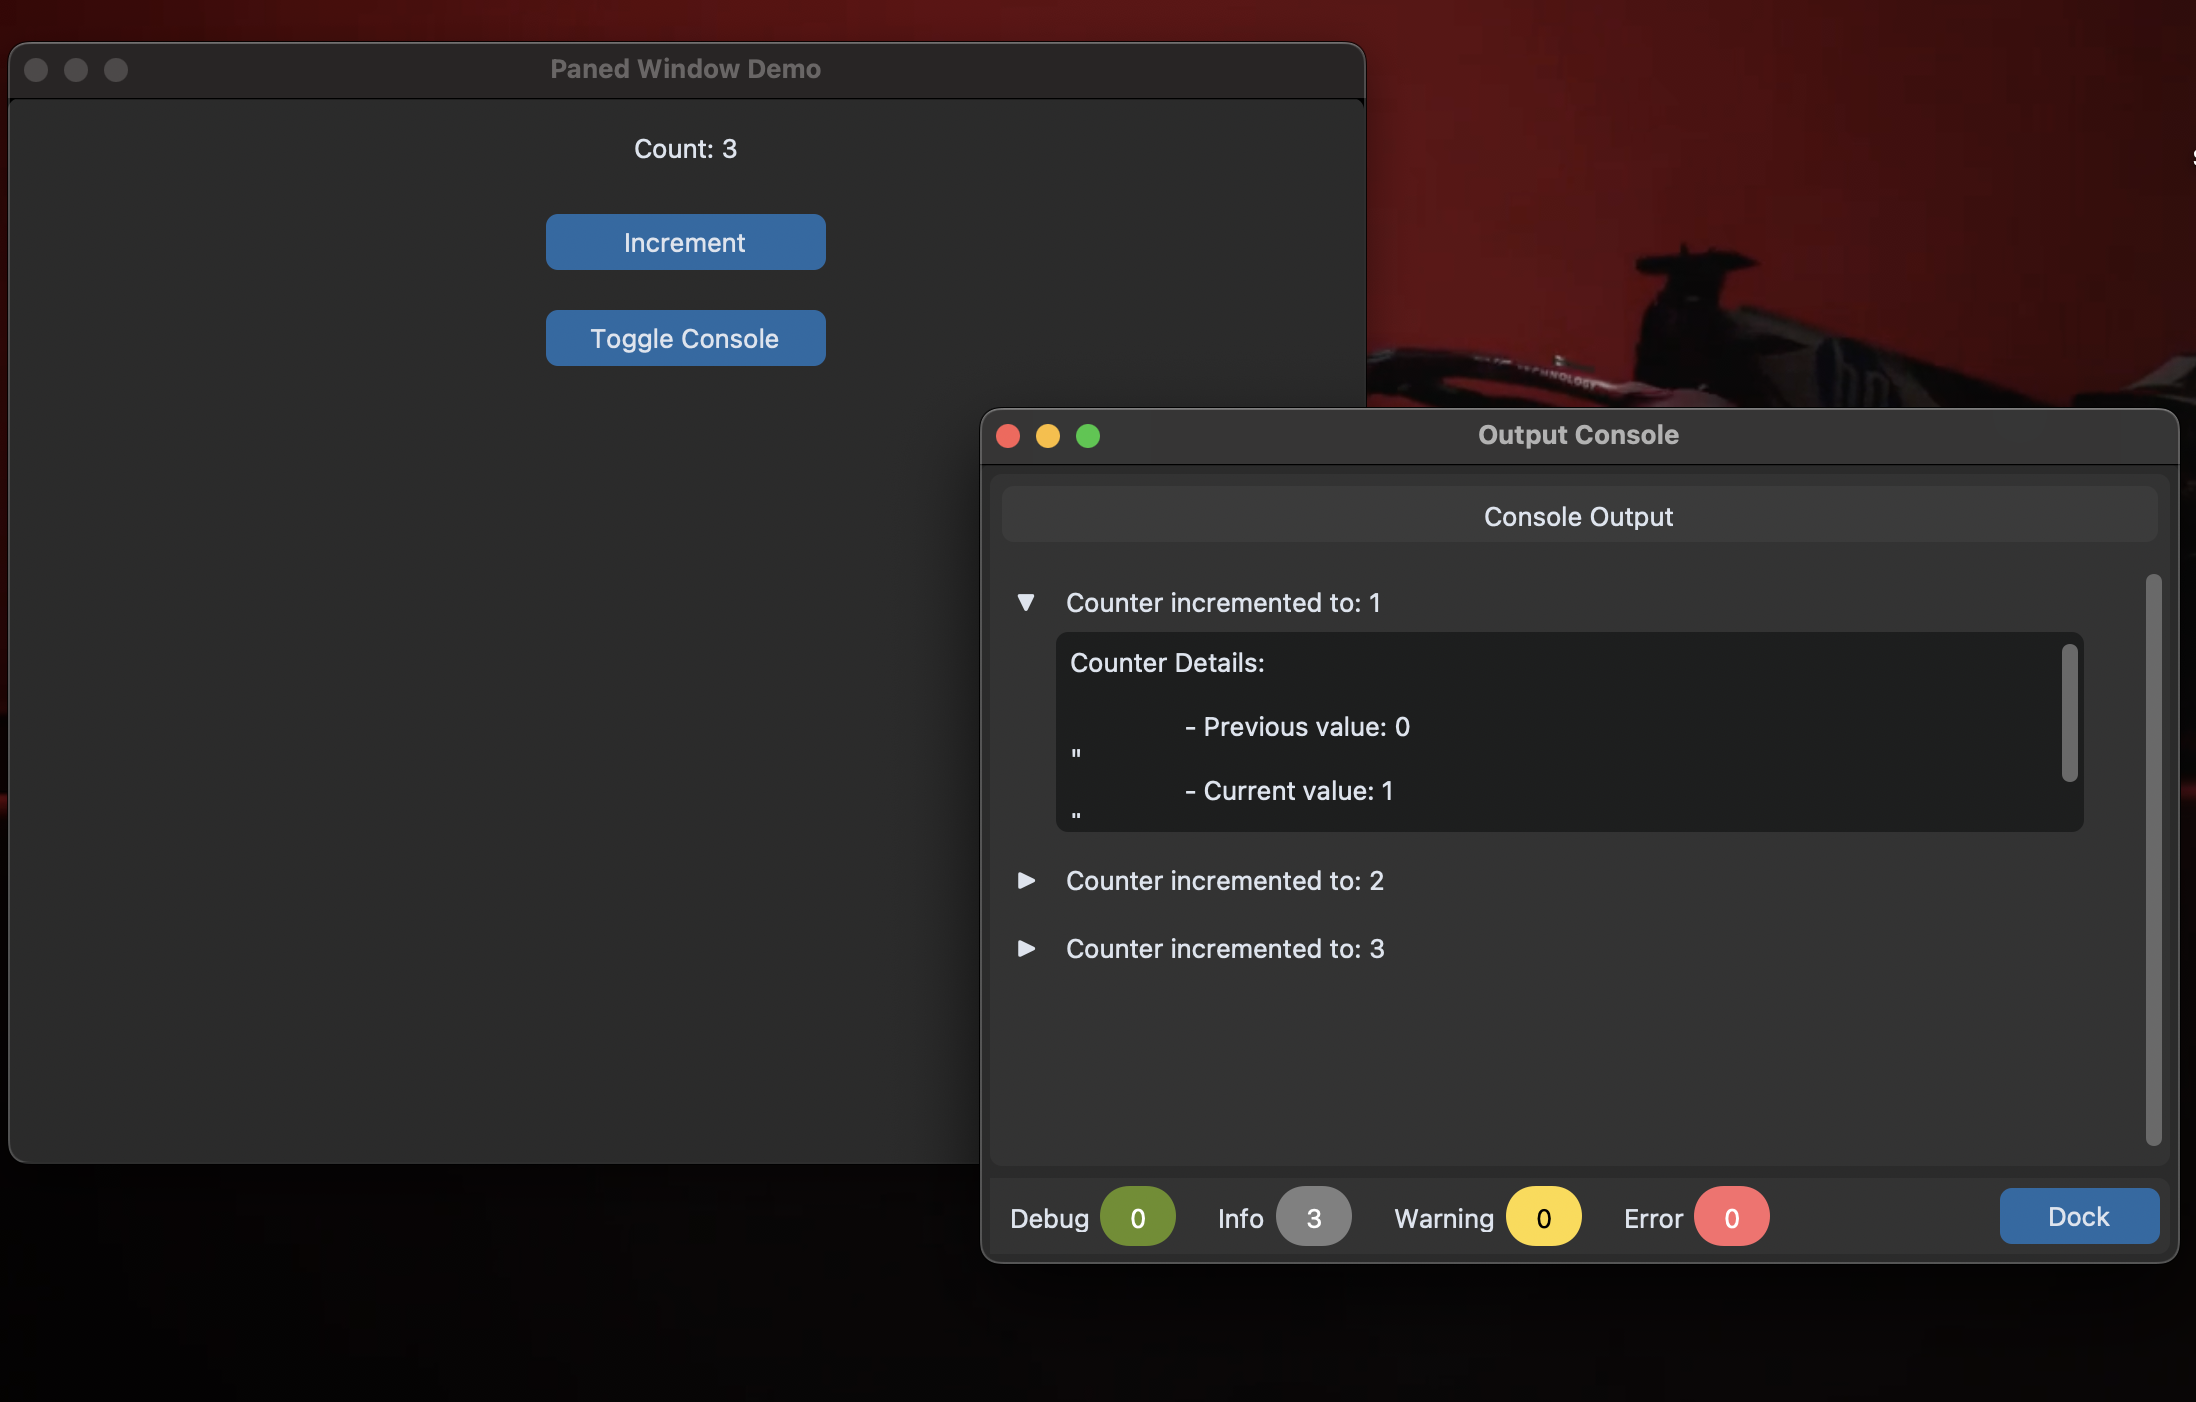 Paned Window Demo
Count: 3
Increment
Toggle Console
TECHNOLOGY
hp
Output Console
Console Output
▼ Counter incremented to: 1
Counter Details:
- Previous value: 0
"
- Current value: 1
"
▶ Counter incremented to: 2
▶ Counter incremented to: 3
Debug 0 Info 3 Warning 0 Error 0 Dock